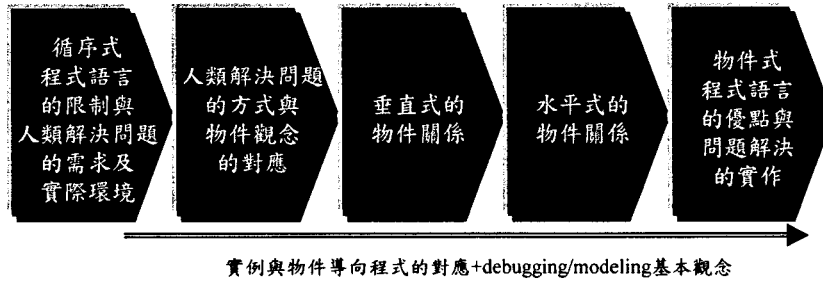 循序式
程式語言
的限制與
人類解決問題
的需求及
實際環境
人類解決問題
的方式與
物件觀念
的對應
垂直式的
物件關係
水平式的
物件關係
物件式
程式語言
的優點與
問題解決
的實作
實例與物件導向程式的對應+debugging/modeling基本觀念